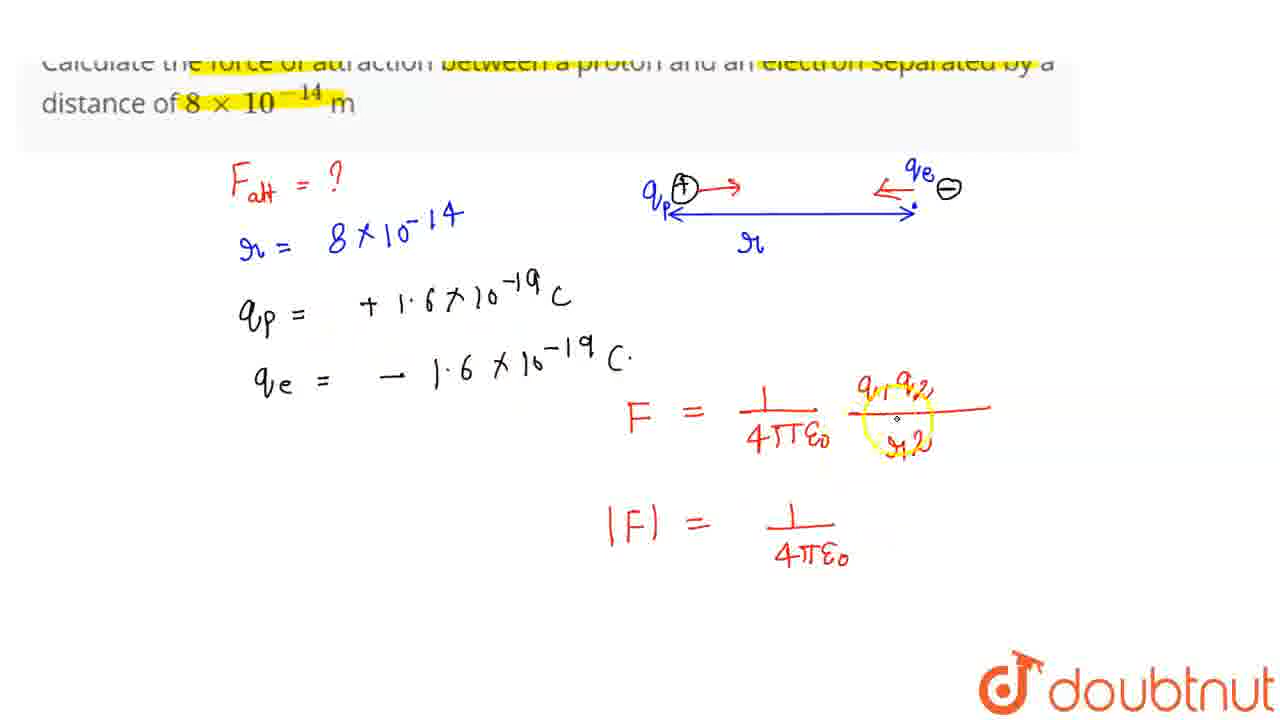 Calculate the force of attraction between a proton and an electron separated by a
distance of 8 × 10⁻¹⁴ m
F_att = ?
r = 8 × 10⁻¹⁴
q_p = + 1.6 × 10⁻¹⁹ C
q_e = − 1.6 × 10⁻¹⁹ C.
q_p + q_e −
r
F = 1/4πε₀ q₁q₂/r²
|F| = 1/4πε₀
doubtnut